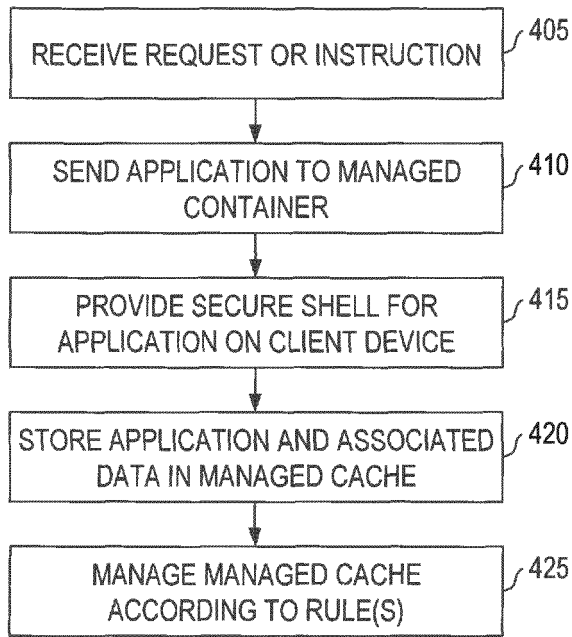 RECEIVE REQUEST OR INSTRUCTION
405
SEND APPLICATION TO MANAGED
CONTAINER
410
PROVIDE SECURE SHELL FOR
APPLICATION ON CLIENT DEVICE
415
STORE APPLICATION AND ASSOCIATED
DATA IN MANAGED CACHE
420
MANAGE MANAGED CACHE
ACCORDING TO RULE(S)
425